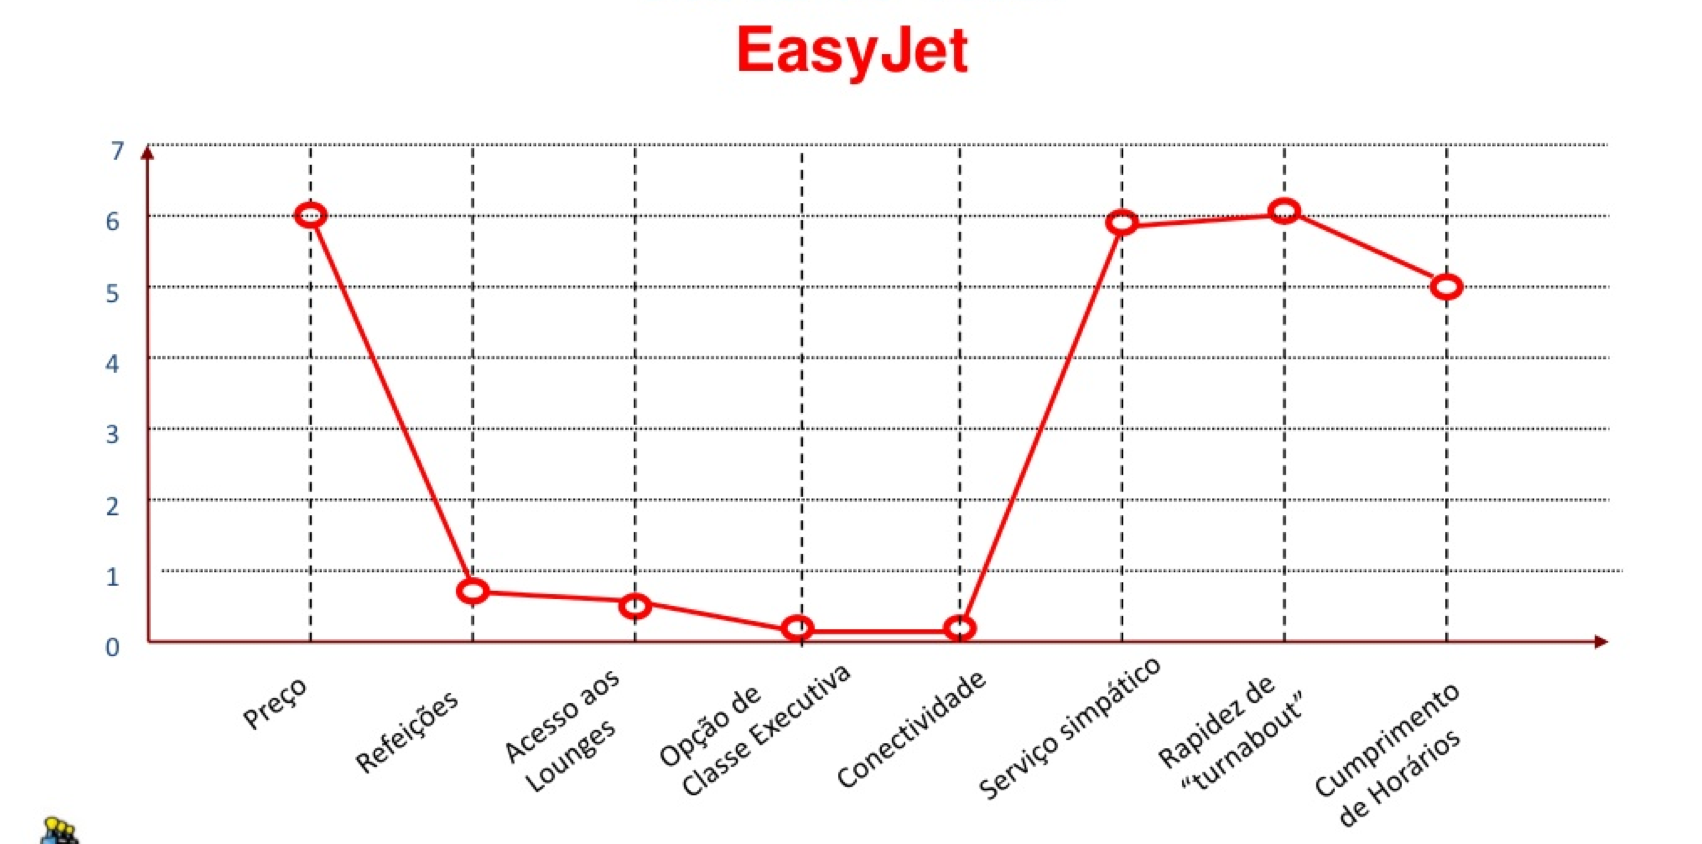 EasyJet
7
6
5
4
3
2
1
0
Preço
Refeições
Acesso aos
Lounges
Opção de
Classe Executiva
Conectividade
Serviço simpático
Rapidez de
“turnabout”
Cumprimento
de Horários